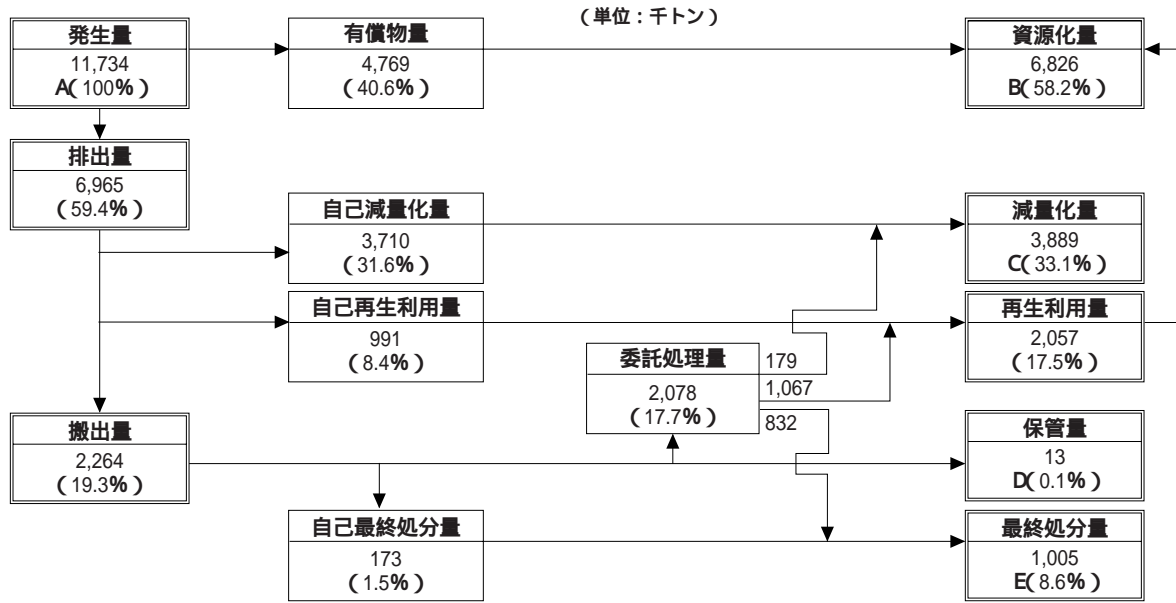 （単位：千トン）
発生量
11,734
A（100%）
有償物量
4,769
（40.6%）
資源化量
6,826
B（58.2%）
排出量
6,965
（59.4%）
自己減量化量
3,710
（31.6%）
減量化量
3,889
C（33.1%）
自己再生利用量
991
（8.4%）
再生利用量
2,057
（17.5%）
委託処理量
2,078
（17.7%）
179
1,067
832
搬出量
2,264
（19.3%）
保管量
13
D（0.1%）
自己最終処分量
173
（1.5%）
最終処分量
1,005
E（8.6%）